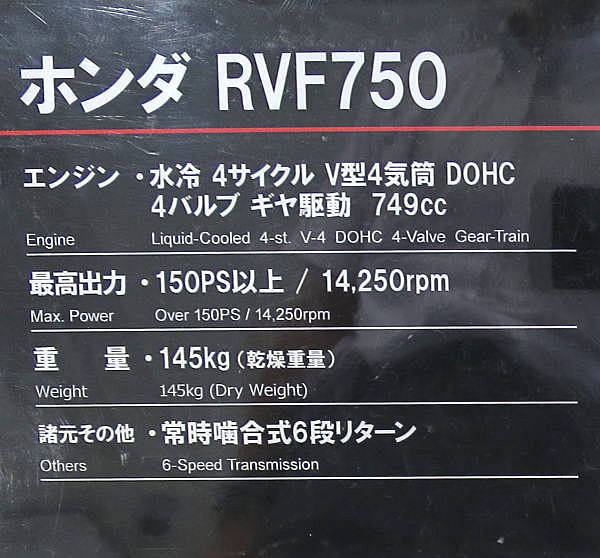 ホンダ RVF750
エンジン ・水冷 4サイクル V型4気筒 DOHC
4バルブ ギヤ駆動 749cc
Engine Liquid-Cooled 4-st. V-4 DOHC 4-Valve Gear-Train
最高出力 ・150PS以上 / 14,250rpm
Max. Power Over 150PS / 14,250rpm
重 量 ・145kg（乾燥重量）
Weight 145kg (Dry Weight)
諸元その他 ・常時噛合式6段リターン
Others 6-Speed Transmission